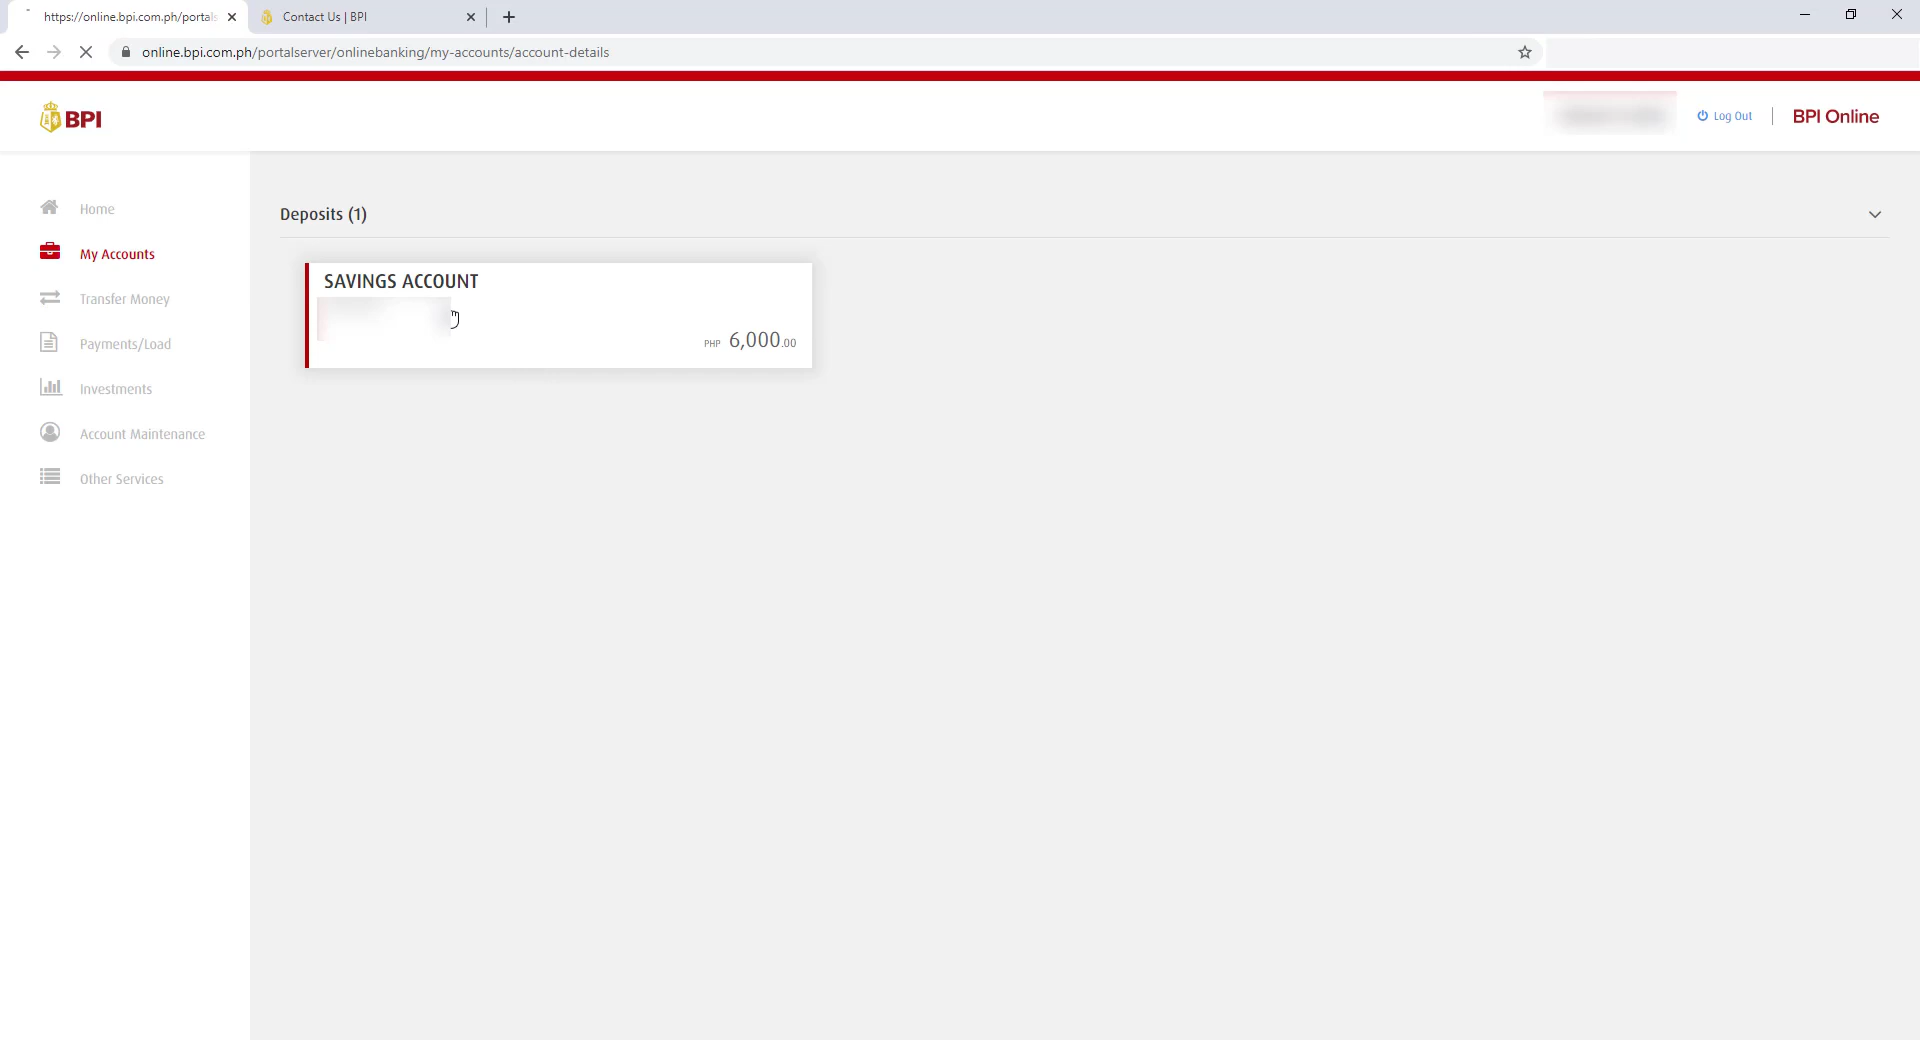 https://online.bpi.com.ph/portals
Contact Us | BPI
online.bpi.com.ph/portalserver/onlinebanking/my-accounts/account-details
BPI
Log Out
BPI Online
Home
My Accounts
Transfer Money
Payments/Load
Investments
Account Maintenance
Other Services
Deposits (1)
SAVINGS ACCOUNT
PHP 6,000.00